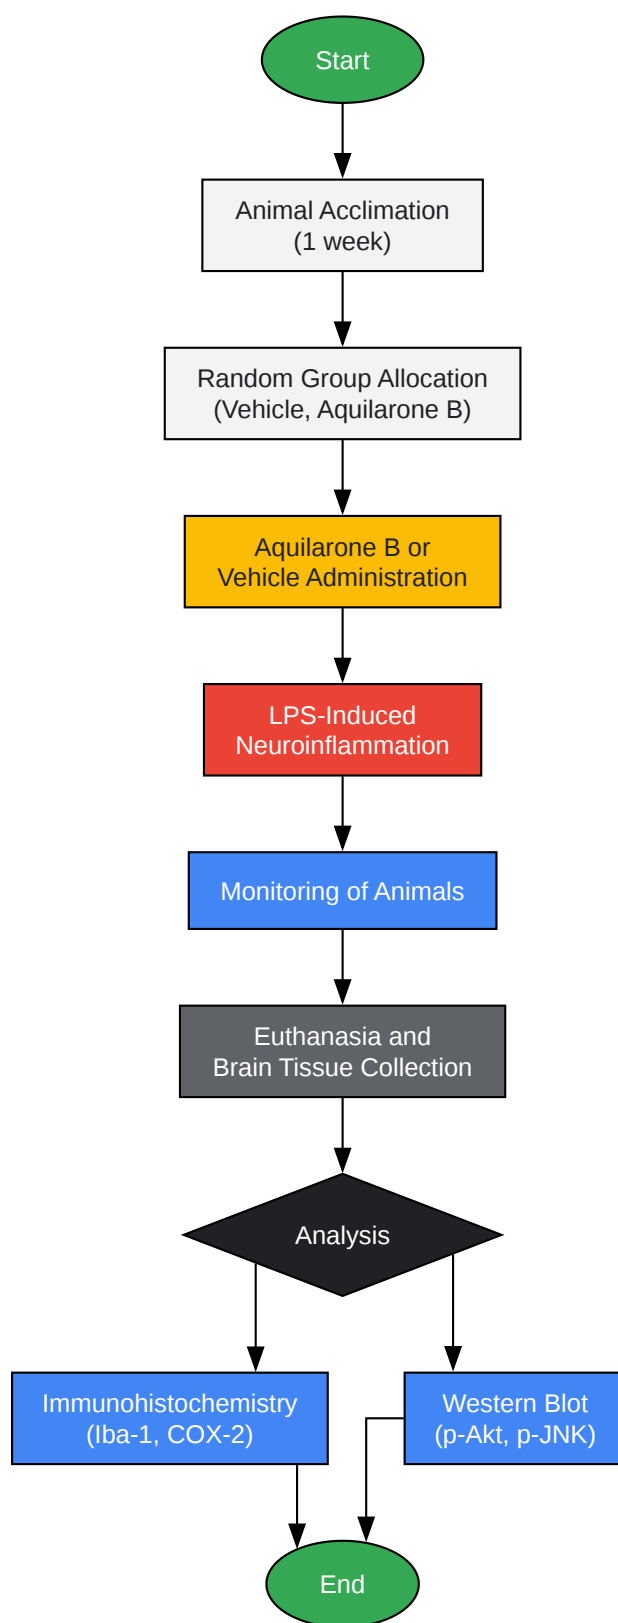 Start
Animal Acclimation
(1 week)
Random Group Allocation
(Vehicle, Aquilarone B)
Aquilarone B or
Vehicle Administration
LPS-Induced
Neuroinflammation
Monitoring of Animals
Euthanasia and
Brain Tissue Collection
Analysis
Immunohistochemistry
(Iba-1, COX-2)
Western Blot
(p-Akt, p-JNK)
End